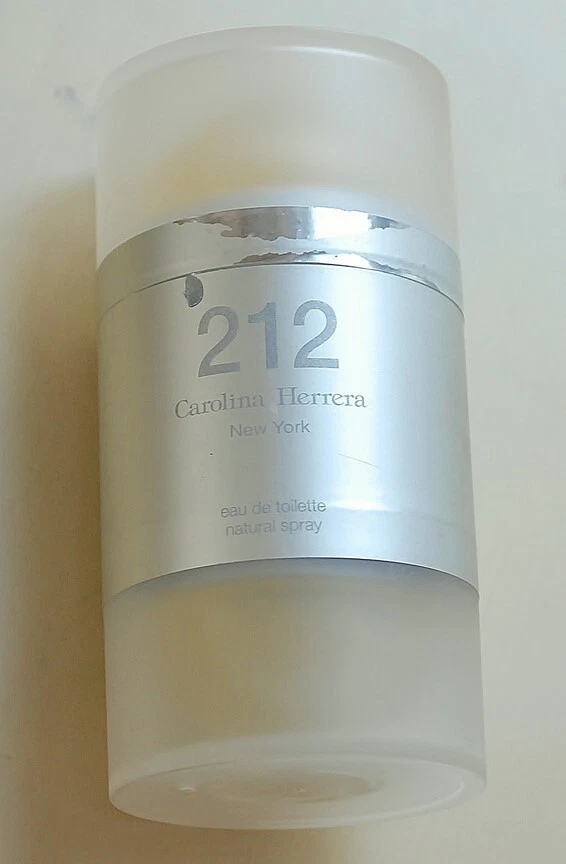 212
Carolina Herrera
New York
eau de toilette
natural spray